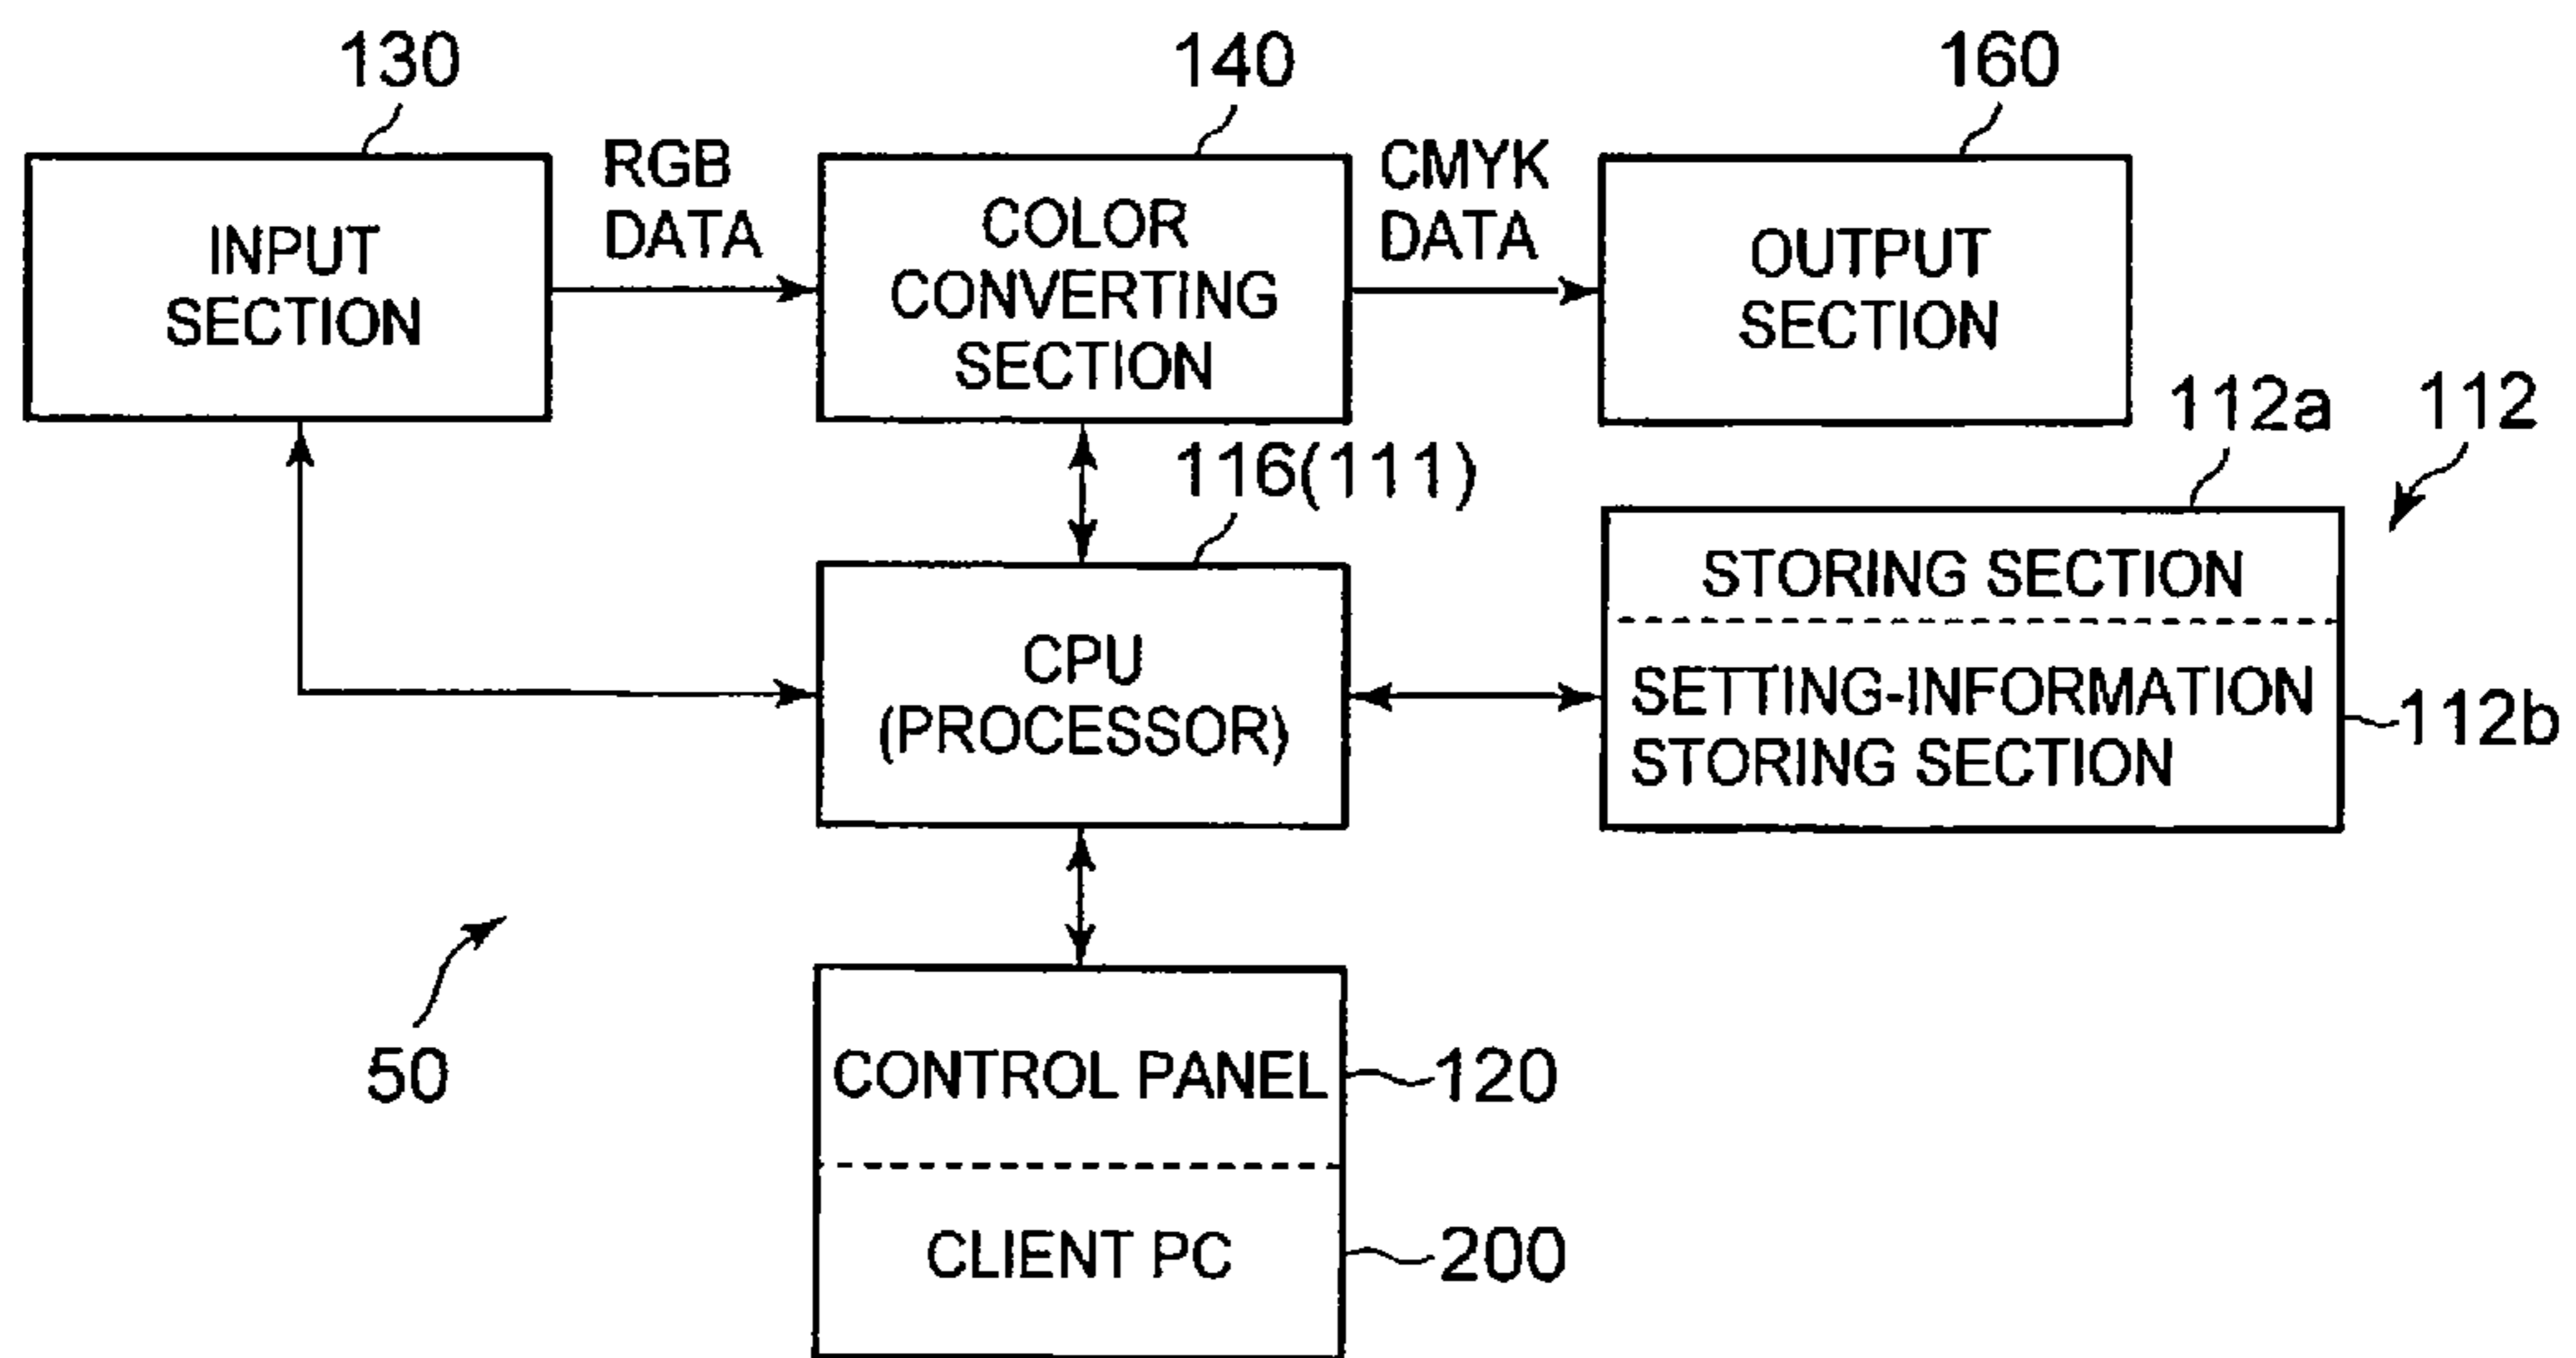 130
140
160
RGB
DATA
CMYK
DATA
INPUT
SECTION
COLOR
CONVERTING
SECTION
OUTPUT
SECTION
112a
112
116(111)
STORING SECTION
CPU
(PROCESSOR)
SETTING-INFORMATION
STORING SECTION
112b
50
CONTROL PANEL
120
CLIENT PC
200